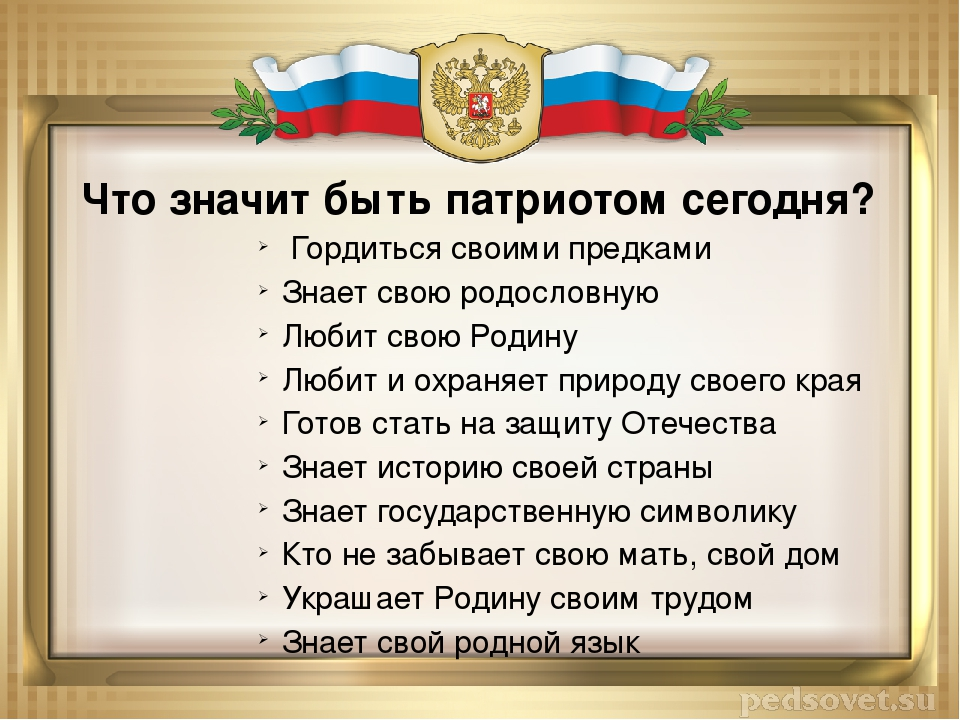 Что значит быть патриотом сегодня?
Гордиться своими предками
Знает свою родословную
Любит свою Родину
Любит и охраняет природу своего края
Готов стать на защиту Отечества
Знает историю своей страны
Знает государственную символику
Кто не забывает свою мать, свой дом
Украшает Родину своим трудом
Знает свой родной язык
pedsovet.su